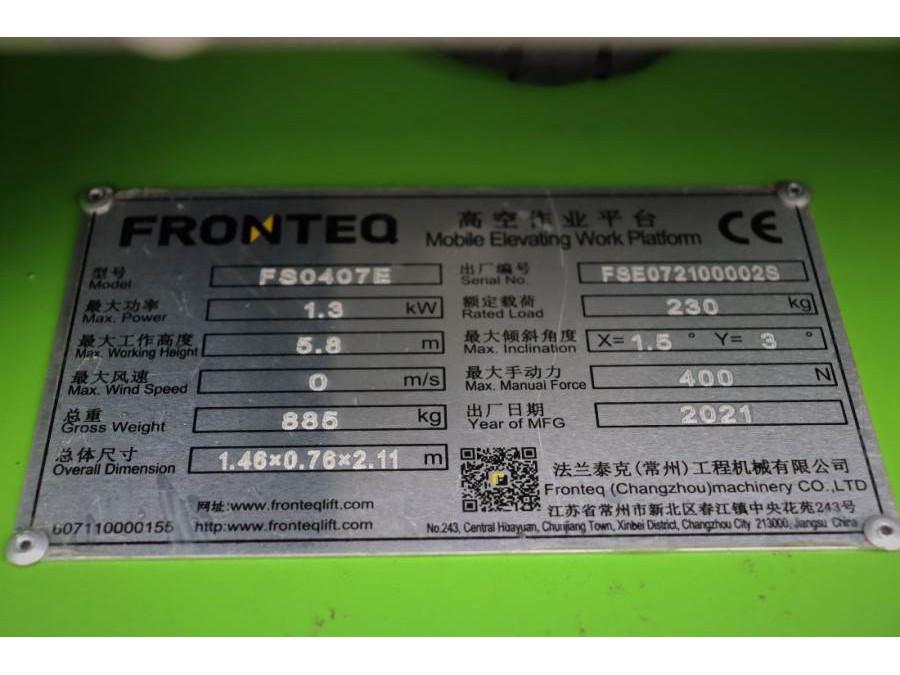 FRONTEQ 高空作业平台 CE
Mobile Elevating Work Platform
型号 FS0407E 出厂编号 FSE072100002S
Model Serial No.
最大功率 1.3 kW 额定载荷 230 kg
Max. Power Rated Load
最大工作高度 5.8 m 最大倾斜角度 X= 1.5 ° Y= 3 °
Max. Working Height Max. Inclination
最大风速 0 m/s 最大手动力 400 N
Max. Wind Speed Max. Manual Force
总重 885 kg 出厂日期 2021
Gross Weight Year of MFG
总体尺寸 1.46×0.76×2.11 m
Overall Dimension
法兰泰克(常州)工程机械有限公司
Fronteq (Changzhou)machinery CO.,LTD
网址:www.fronteqlift.com 江苏省常州市新北区春江镇中央花苑243号
607110000155 http:www.fronteqlift.com No.243, Central Huayuan, Chunjiang Town, Xinbei District, Changzhou City 213000, Jiangsu China